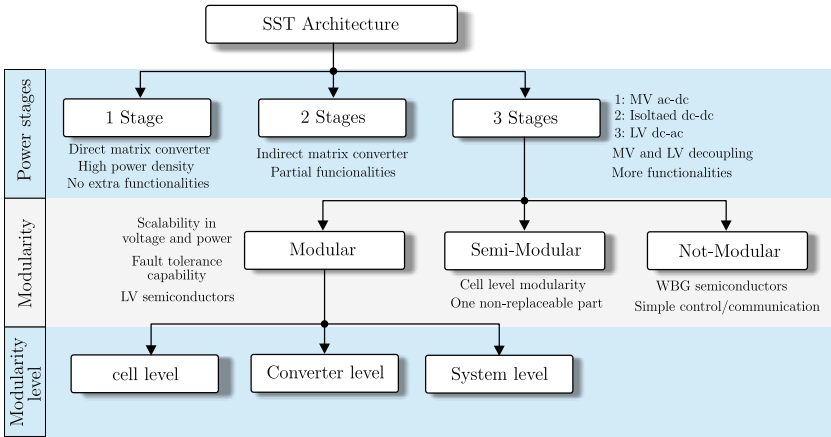 SST Architecture
Power stages
1 Stage
Direct matrix converter
High power density
No extra functionalities
2 Stages
Indirect matrix converter
Partial funcionalities
3 Stages
1: MV ac-dc
2: Isoltaed dc-dc
3: LV dc-ac
MV and LV decoupling
More functionalities
Modularity
Scalability in
voltage and power
Fault tolerance
capability
LV semiconductors
Modular
Semi-Modular
Cell level modularity
One non-replaceable part
Not-Modular
WBG semiconductors
Simple control/communication
Modularity
level
cell level
Converter level
System level